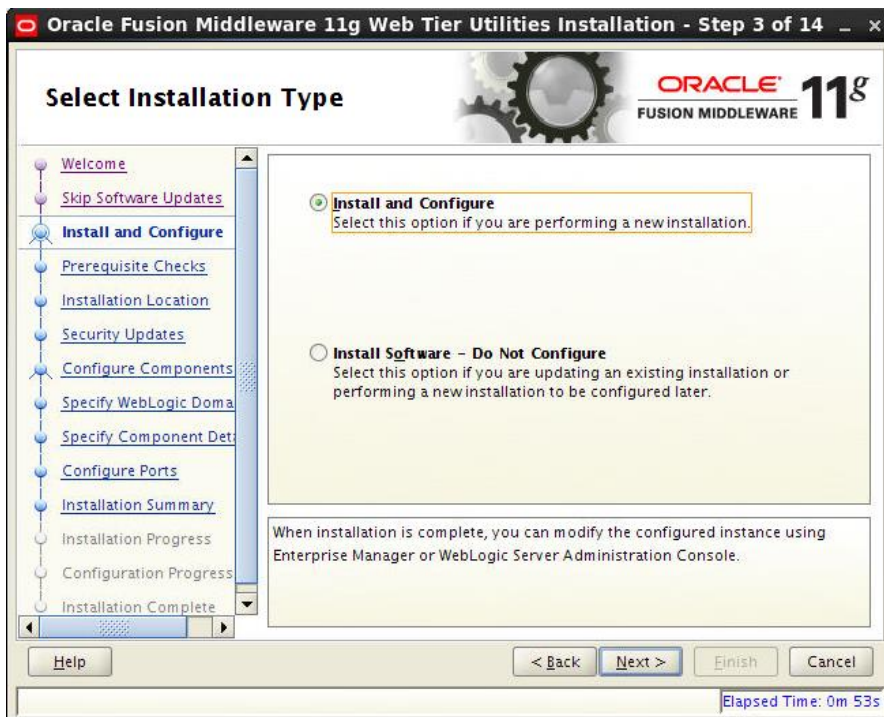 Oracle Fusion Middleware 11g Web Tier Utilities Installation - Step 3 of 14
Select Installation Type
ORACLE
FUSION MIDDLEWARE 11g
Welcome
Skip Software Updates
Install and Configure
Prerequisite Checks
Installation Location
Security Updates
Configure Components
Specify WebLogic Doma
Specify Component Deta
Configure Ports
Installation Summary
Installation Progress
Configuration Progress
Installation Complete
Install and Configure
Select this option if you are performing a new installation.
Install Software - Do Not Configure
Select this option if you are updating an existing installation or
performing a new installation to be configured later.
When installation is complete, you can modify the configured instance using
Enterprise Manager or WebLogic Server Administration Console.
Help
< Back
Next >
Finish
Cancel
Elapsed Time: 0m 53s